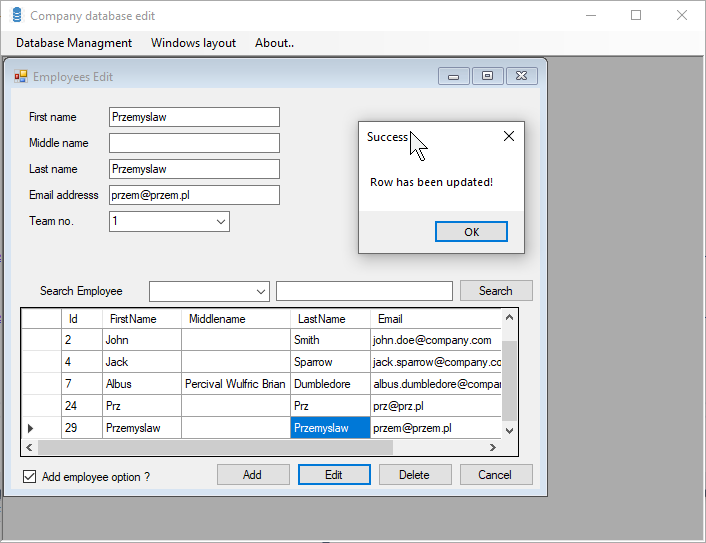 Company database edit
Database Managment Windows layout About..
Employees Edit
First name Przemyslaw
Middle name
Last name Przemyslaw
Email addresss przem@przem.pl
Team no. 1
Success
Row has been updated!
OK
Search Employee Search
Id FirstName Middlename LastName Email
2 John Smith john.doe@company.com
4 Jack Sparrow jack.sparrow@company.co
7 Albus Percival Wulfric Brian Dumbledore albus.dumbledore@compa
24 Prz Prz prz@prz.pl
29 Przemyslaw Przemyslaw przem@przem.pl
Add employee option ? Add Edit Delete Cancel